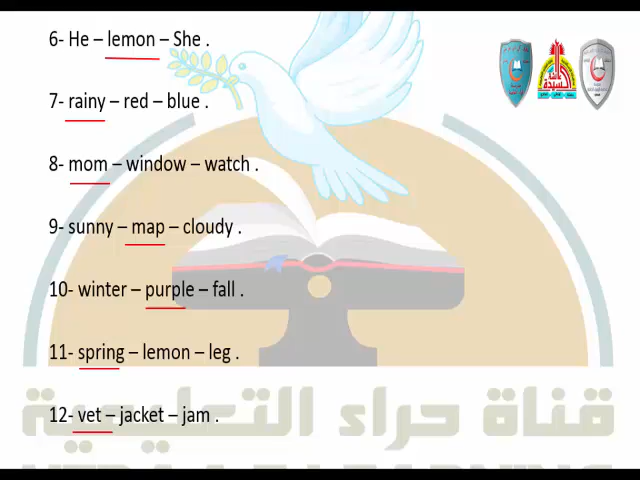 6- He – lemon – She .
7- rainy – red – blue .
8- mom – window – watch .
9- sunny – map – cloudy .
10- winter – purple – fall .
11- spring – lemon – leg .
12- vet – jacket – jam .
قناة حراء التعليمية